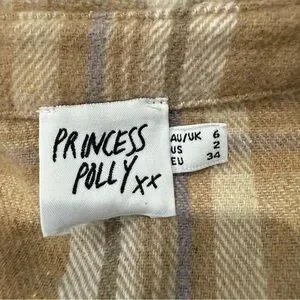 PRINCESS
POLLY xx
AU/UK 6
US 2
EU 34